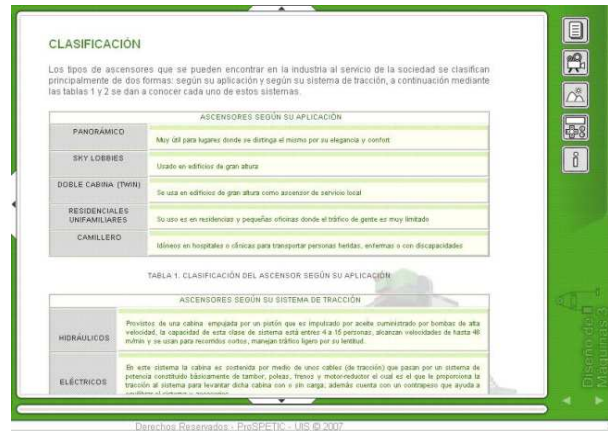 CLASIFICACIÓN
Los tipos de ascensores que se pueden encontrar en la industria al servicio de la sociedad se clasifican
principalmente de dos formas: según su aplicación y según su sistema de tracción, a continuación mediante
las tablas 1 y 2 se dan a conocer cada uno de estos sistemas.
ASCENSORES SEGÚN SU APLICACIÓN
PANORÁMICO
Muy útil para lugares donde se distinga el mismo por su elegancia y confort
SKY LOBBIES
Usado en edificios de gran altura
DOBLE CABINA (TWIN)
Se usa en edificios de gran altura como ascensor de servicio local
RESIDENCIALES
UNIFAMILIARES
Su uso es en residencias y pequeñas oficinas donde el tráfico de gente es muy limitado
CAMILLERO
Idóneos en hospitales o clínicas para transportar personas heridas, enfermas o con discapacidades
TABLA 1. CLASIFICACIÓN DEL ASCENSOR SEGÚN SU APLICACIÓN
ASCENSORES SEGÚN SU SISTEMA DE TRACCIÓN
HIDRÁULICOS
Provistos de una cabina empujada por un pistón que es impulsado por aceite suministrado por bombas de alta
velocidad, la capacidad de esta clase de sistema está entres 4 a 15 personas, alcanzan velocidades de hasta 48
m/min y se usan para recorridos cortos, manejan tráfico ligero por su lentitud.
ELÉCTRICOS
En este sistema la cabina es sostenida por medio de unos cables (de tracción) que pasan por un sistema de
potencia constituido básicamente de tambor, poleas, frenos y motor-reductor el cual es el que le proporciona la
tracción al sistema para levantar dicha cabina con o sin carga; además cuenta con un contrapeso que ayuda a
Diseño de
Máquinas 3
Derechos Reservados - ProSPETIC - UIS © 2007